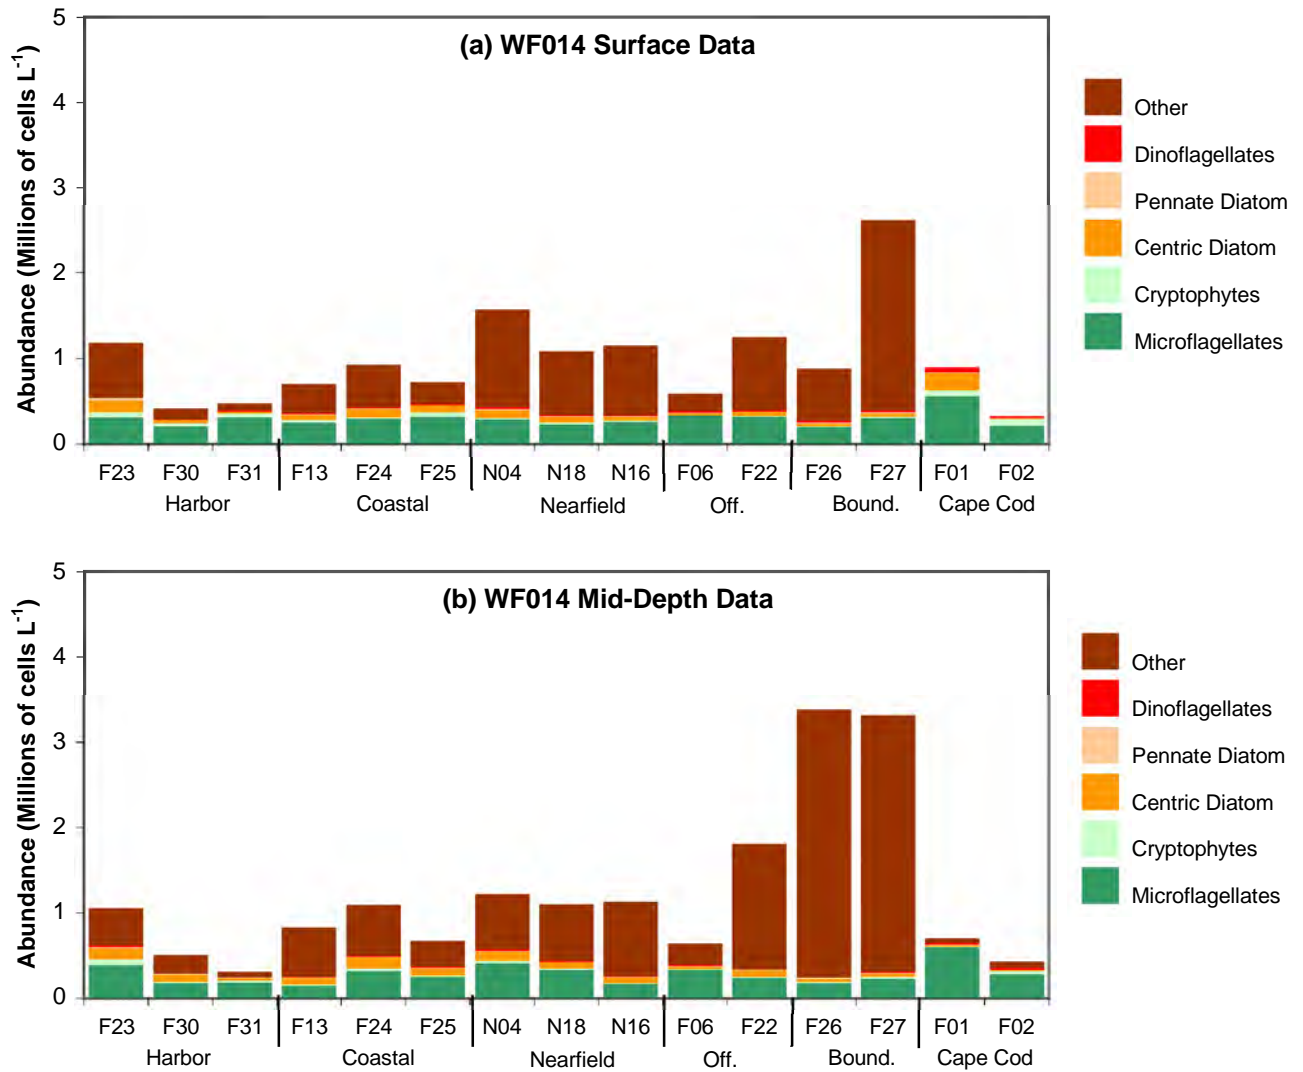 (a) WF014 Surface Data
Abundance (Millions of cells L-1)
5
4
3
2
1
0
F23 F30 F31 F13 F24 F25 N04 N18 N16 F06 F22 F26 F27 F01 F02
Harbor Coastal Nearfield Off. Bound. Cape Cod
Other
Dinoflagellates
Pennate Diatom
Centric Diatom
Cryptophytes
Microflagellates
(b) WF014 Mid-Depth Data
Abundance (Millions of cells L-1)
5
4
3
2
1
0
F23 F30 F31 F13 F24 F25 N04 N18 N16 F06 F22 F26 F27 F01 F02
Harbor Coastal Nearfield Off. Bound. Cape Cod
Other
Dinoflagellates
Pennate Diatom
Centric Diatom
Cryptophytes
Microflagellates